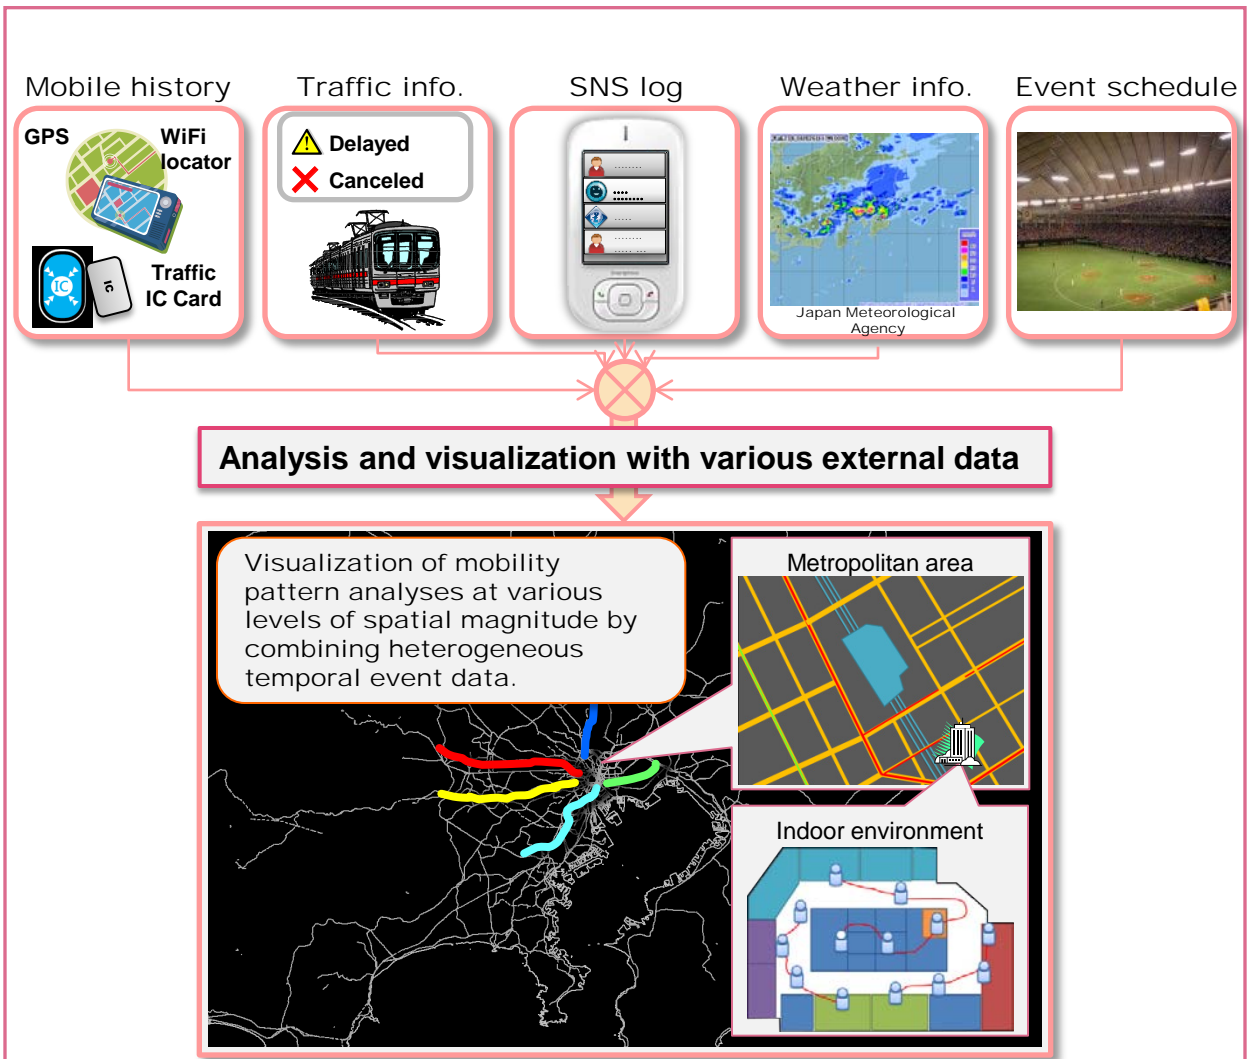 Mobile history
Traffic info.
SNS log
Weather info.
Event schedule
GPS
WiFi
locator
Traffic
IC Card
IC
IC
Delayed
Canceled
Japan Meteorological
Agency
Analysis and visualization with various external data
Visualization of mobility
pattern analyses at various
levels of spatial magnitude by
combining heterogeneous
temporal event data.
Metropolitan area
Indoor environment